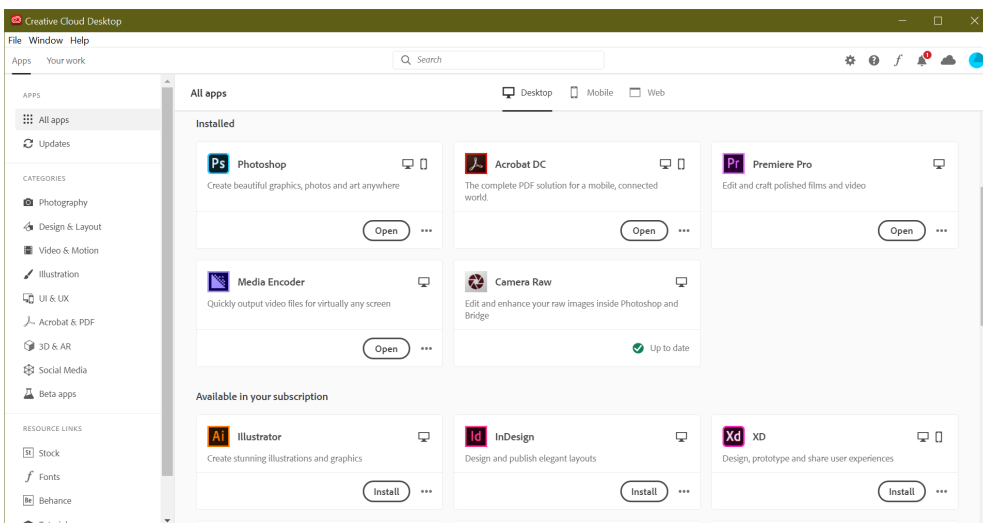 Creative Cloud Desktop
File Window Help
Apps Your work
Search
0
APPS
All apps
Updates
CATEGORIES
Photography
Design & Layout
Video & Motion
Illustration
UI & UX
Acrobat & PDF
3D & AR
Social Media
Beta apps
RESOURCE LINKS
St Stock
Fonts
Be Behance
All apps
Desktop Mobile Web
Installed
Ps Photoshop
Create beautiful graphics, photos and art anywhere
Open
Acrobat DC
The complete PDF solution for a mobile, connected
world.
Open
Pr Premiere Pro
Edit and craft polished films and video
Open
Media Encoder
Quickly output video files for virtually any screen
Open
Camera Raw
Edit and enhance your raw images inside Photoshop and
Bridge
Up to date
Available in your subscription
Ai Illustrator
Create stunning illustrations and graphics
Install
Id InDesign
Design and publish elegant layouts
Install
Xd XD
Design, prototype and share user experiences
Install